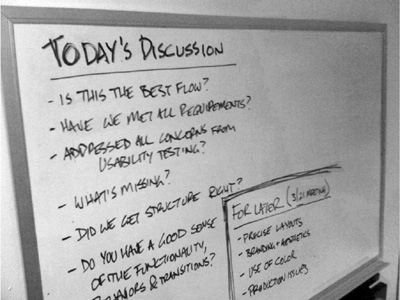 TODAY'S DISCUSSION
- IS THIS THE BEST FLOW?
- HAVE WE MET ALL REQUIREMENTS?
- ADDRESSED ALL CONCERNS FROM
USABILITY TESTING?
- WHAT'S MISSING?
- DID WE GET STRUCTURE RIGHT?
- DO YOU HAVE A GOOD SENSE
OF THE FUNCTIONALITY,
BEHAVIORS & TRANSITIONS?
FOR LATER (3/21 MEETING)
- PRECISE LAYOUTS
- BRANDING + AESTHETICS
- USE OF COLOR
- PRODUCTION ISSUES